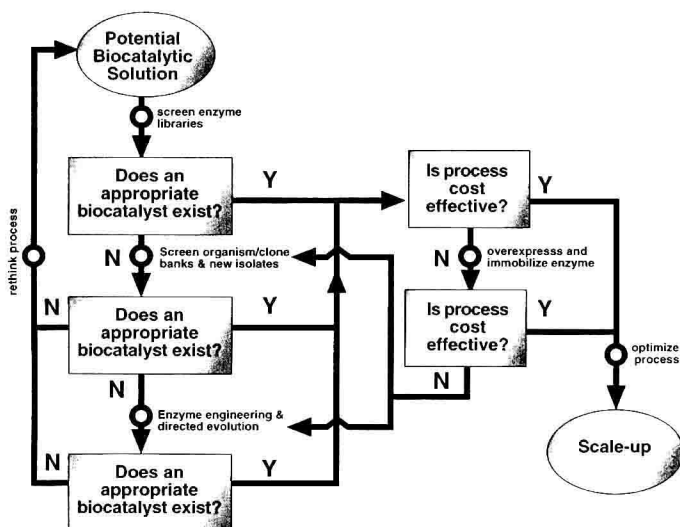 Potential
Biocatalytic
Solution
screen enzyme
libraries
Does an
appropriate
biocatalyst exist?
Y
Is process
cost
effective?
Y
N
Screen organism/clone
banks & new isolates
N
overexpresss and
immobilize enzyme
rethink process
N
Does an
appropriate
biocatalyst exist?
Y
Is process
cost
effective?
Y
optimize
process
N
N
Enzyme engineering &
directed evolution
Scale-up
N
Does an
appropriate
biocatalyst exist?
Y